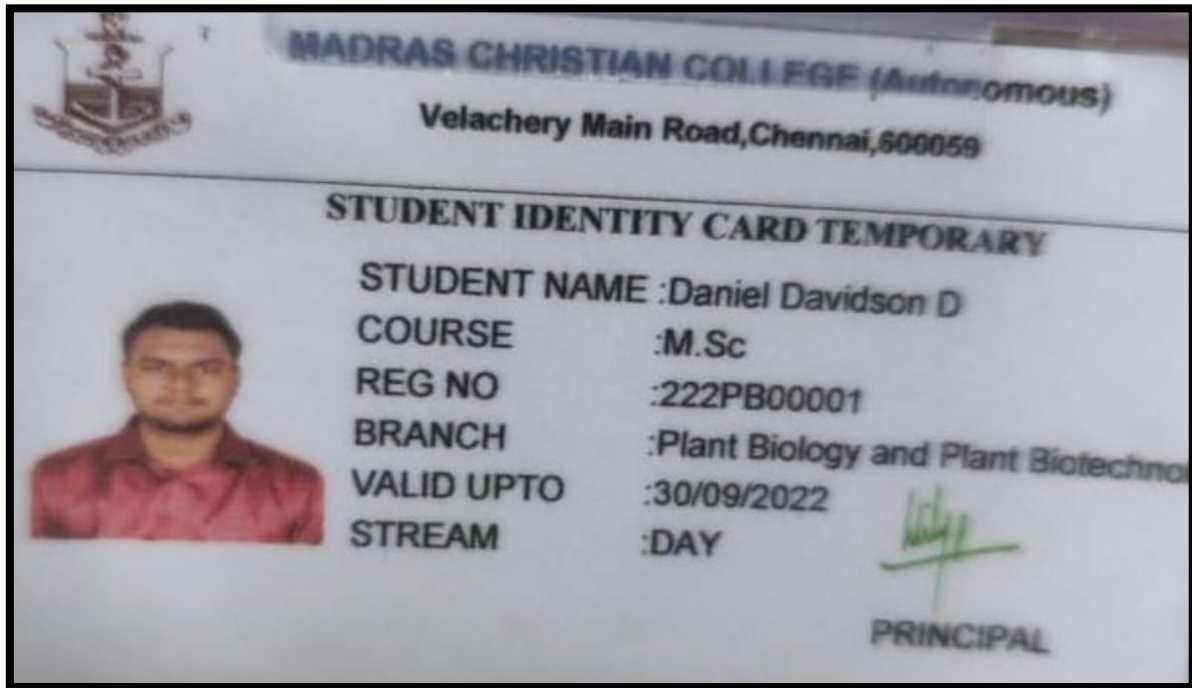 MADRAS CHRISTIAN COLLEGE (Autonomous)
Velachery Main Road,Chennai,600059
STUDENT IDENTITY CARD TEMPORARY
STUDENT NAME :Daniel Davidson D
COURSE :M.Sc
REG NO :222PB00001
BRANCH :Plant Biology and Plant Biotechnol
VALID UPTO :30/09/2022
STREAM :DAY
PRINCIPAL